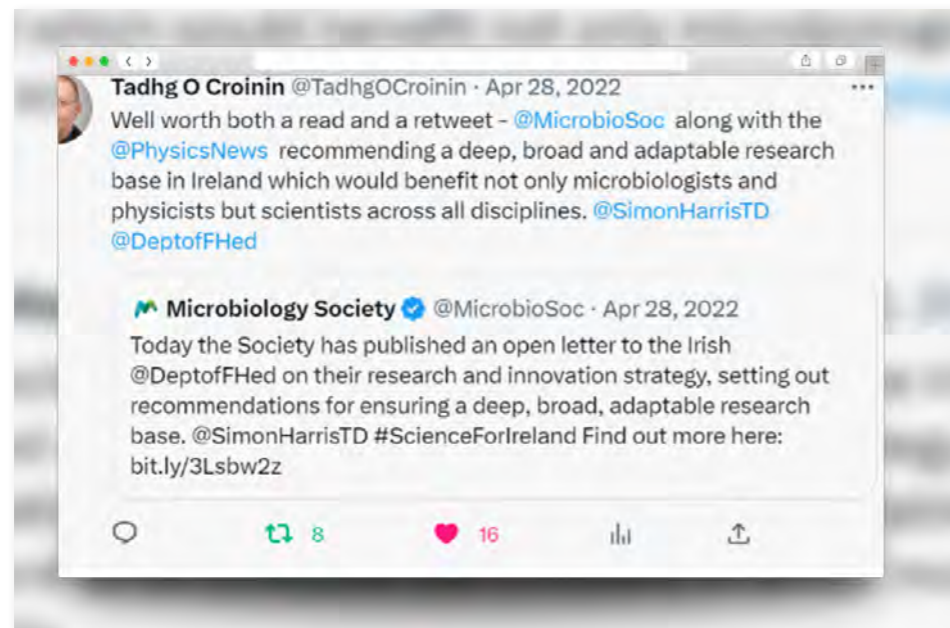 Tadhg O Croinin @TadhgOCroinin · Apr 28, 2022
Well worth both a read and a retweet - @MicrobioSoc along with the
@PhysicsNews recommending a deep, broad and adaptable research
base in Ireland which would benefit not only microbiologists and
physicists but scientists across all disciplines. @SimonHarrisTD
@DeptofFHed
Microbiology Society @MicrobioSoc · Apr 28, 2022
Today the Society has published an open letter to the Irish
@DeptofFHed on their research and innovation strategy, setting out
recommendations for ensuring a deep, broad, adaptable research
base. @SimonHarrisTD #ScienceForIreland Find out more here:
bit.ly/3Lsbw2z
8 16